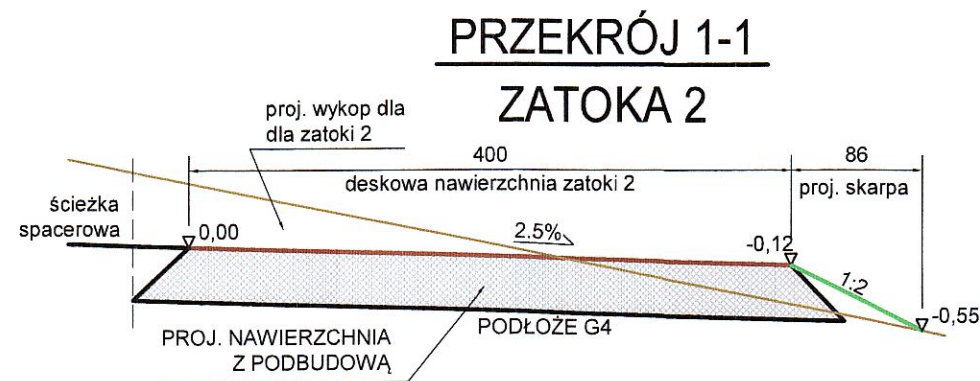 PRZEKRÓJ 1-1
ZATOKA 2
proj. wykop dla
dla zatoki 2
400
86
deskowa nawierzchnia zatoki 2
proj. skarpa
ścieżka
spacerowa
0,00
2.5%
-0,12
1:2
-0,55
PODŁOŻE G4
PROJ. NAWIERZCHNIA
Z PODBUDOWĄ